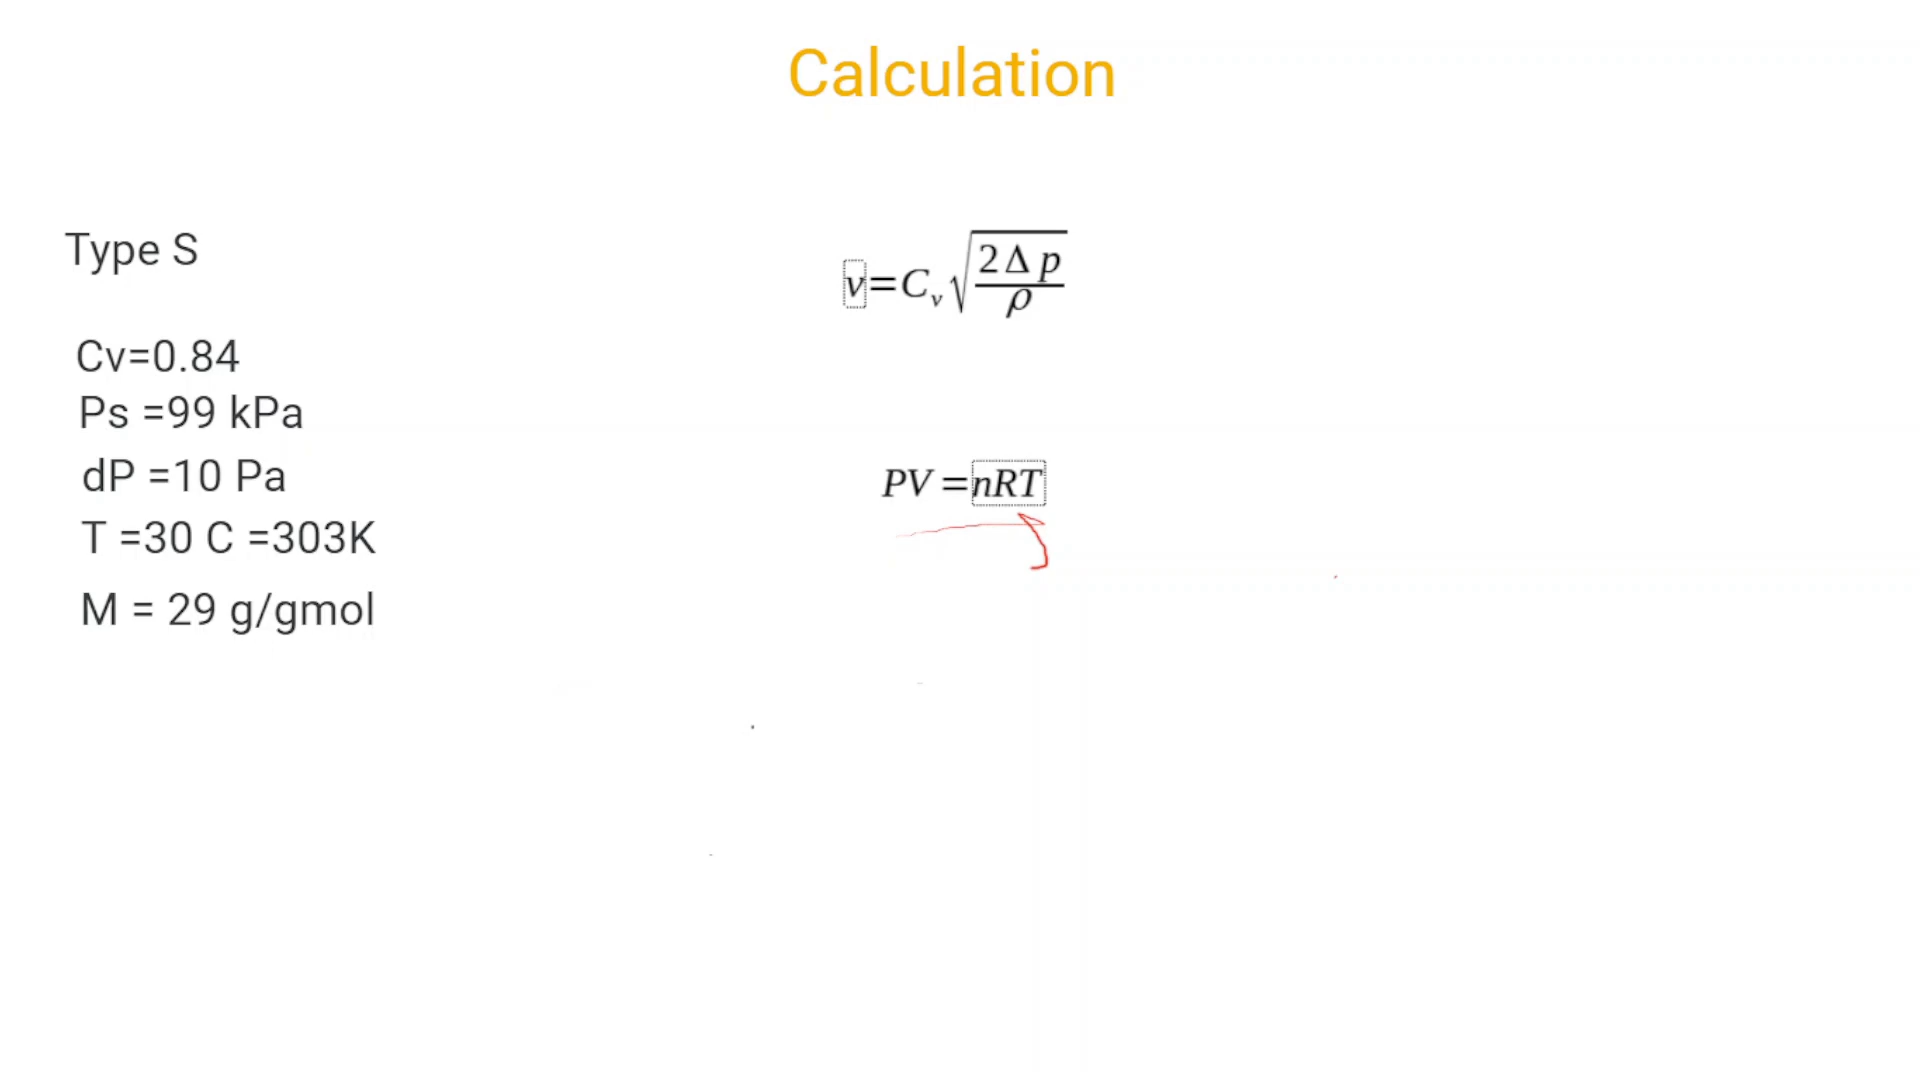 Calculation
Type S
Cv=0.84
Ps =99 kPa
dP =10 Pa
T =30 C =303K
M = 29 g/gmol
v=C_v√(2Δp/ρ)
PV=nRT